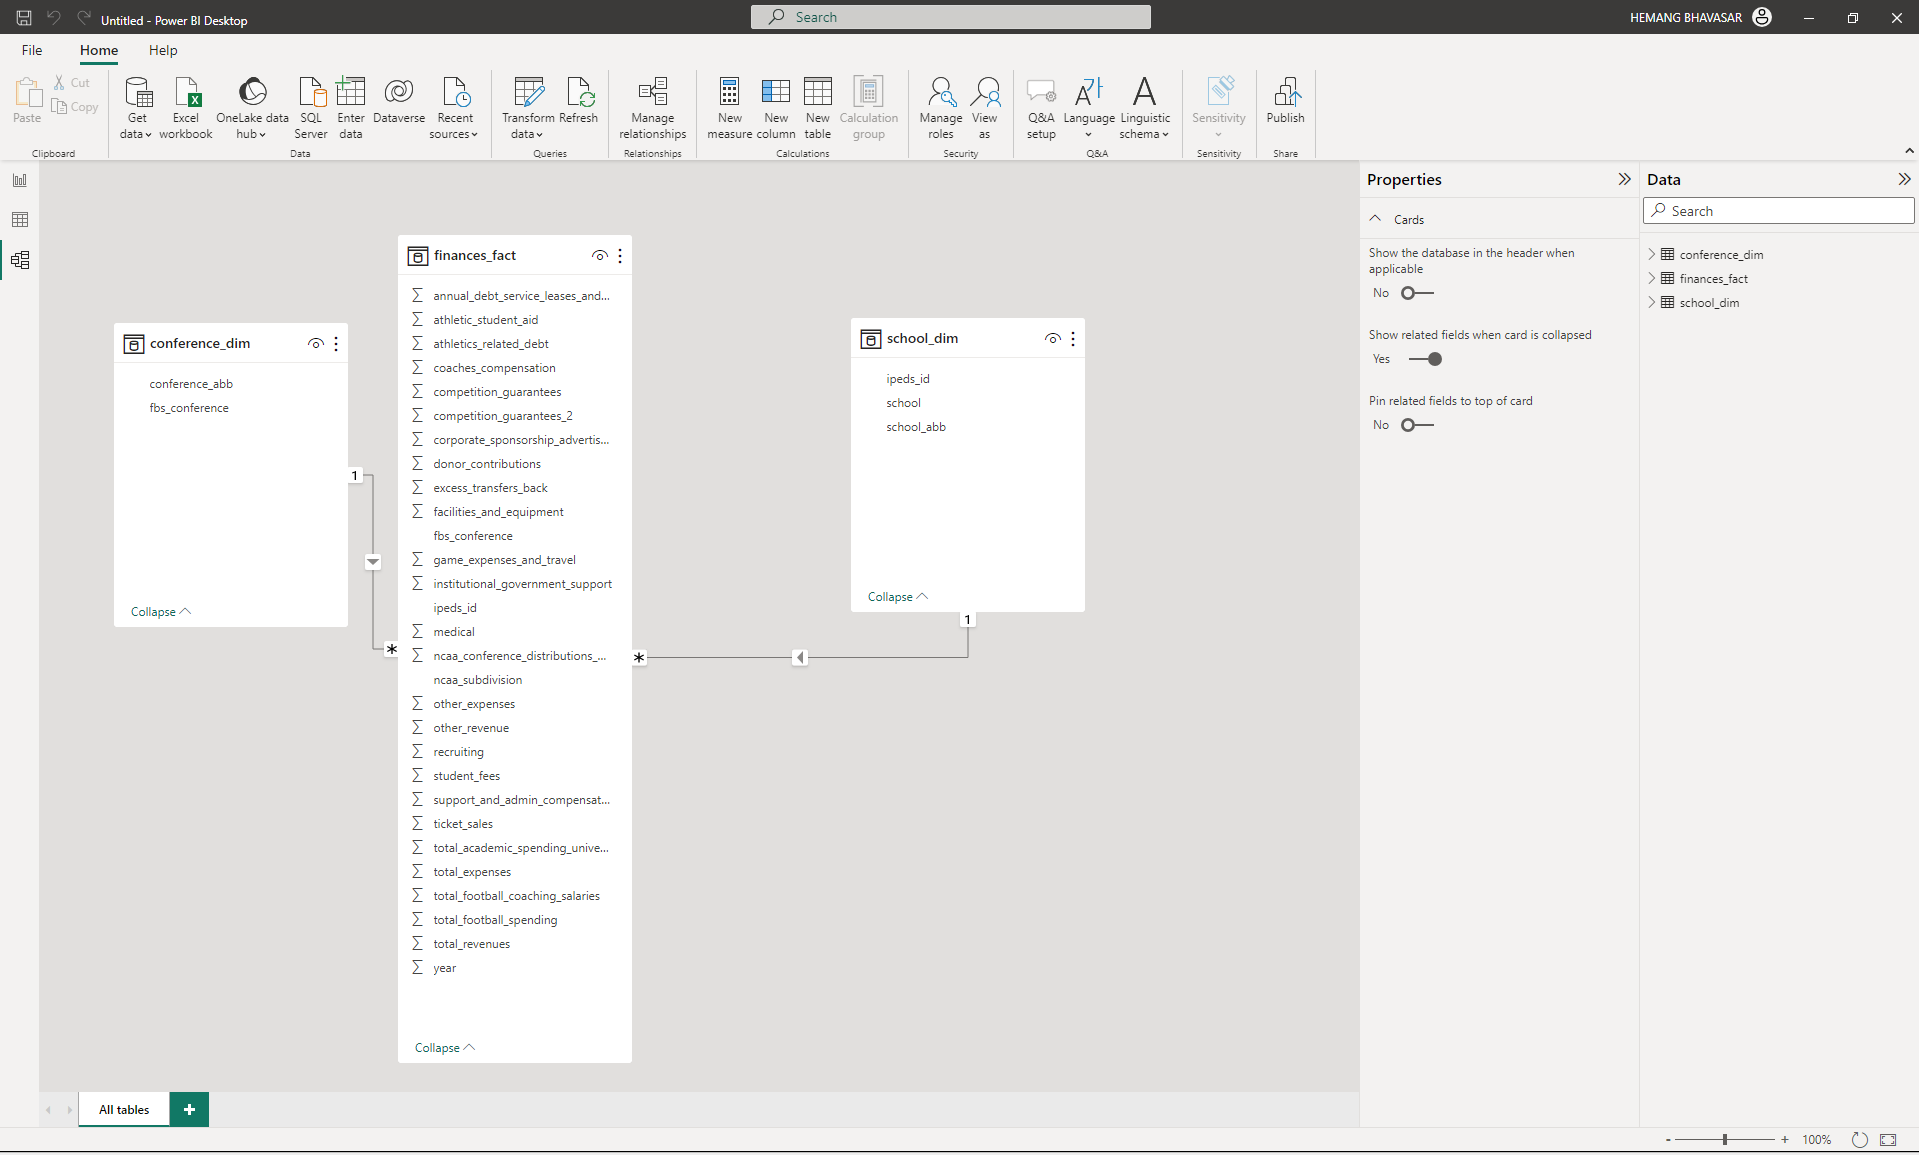 Untitled - Power BI Desktop
Search
HEMANG BHAVASAR
File
Home
Help
Paste
Cut
Copy
Clipboard
Get data
Excel workbook
OneLake data hub
SQL Server
Enter data
Dataverse
Recent sources
Data
Transform data
Refresh
Queries
Manage relationships
Relationships
New measure
New column
New table
Calculation group
Calculations
Manage roles
View as
Security
Q&A setup
Language
Linguistic schema
Q&A
Sensitivity
Sensitivity
Publish
Share
conference_dim
conference_abb
fbs_conference
Collapse
1
*
finances_fact
annual_debt_service_leases_and...
athletic_student_aid
athletics_related_debt
coaches_compensation
competition_guarantees
competition_guarantees_2
corporate_sponsorship_advertis...
donor_contributions
excess_transfers_back
facilities_and_equipment
fbs_conference
game_expenses_and_travel
institutional_government_support
ipeds_id
medical
ncaa_conference_distributions_...
ncaa_subdivision
other_expenses
other_revenue
recruiting
student_fees
support_and_admin_compensat...
ticket_sales
total_academic_spending_unive...
total_expenses
total_football_coaching_salaries
total_football_spending
total_revenues
year
Collapse
*
1
school_dim
ipeds_id
school
school_abb
Collapse
Properties
Cards
Show the database in the header when
applicable
No
Show related fields when card is collapsed
Yes
Pin related fields to top of card
No
Data
Search
conference_dim
finances_fact
school_dim
All tables
+
- + 100%